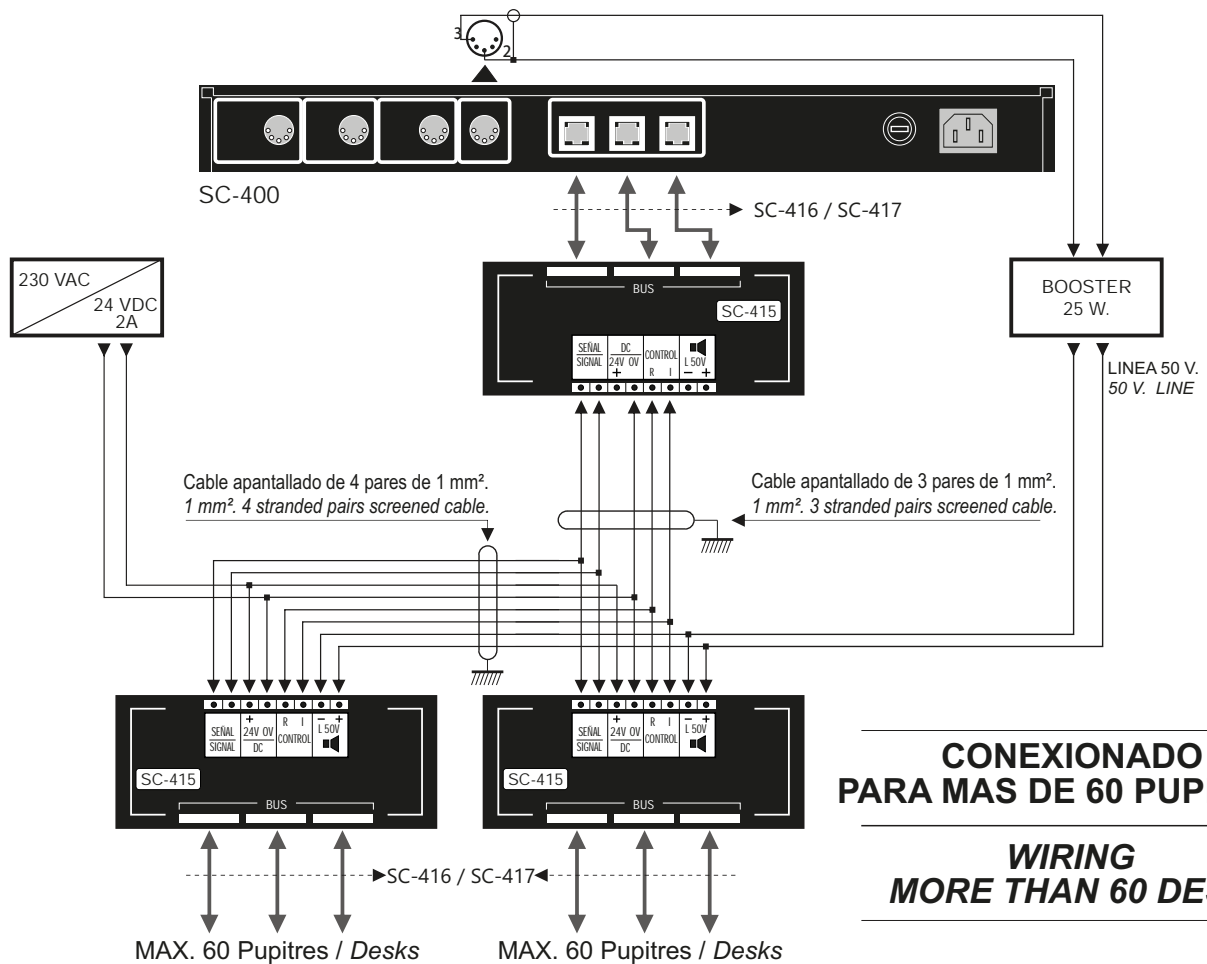 3
2
SC-400
SC-416 / SC-417
230 VAC
24 VDC
2A
BUS
SC-415
SEÑAL
SIGNAL
DC
24V OV
+
CONTROL
R I
L 50V
− +
BOOSTER
25 W.
LINEA 50 V.
50 V. LINE
Cable apantallado de 4 pares de 1 mm².
1 mm². 4 stranded pairs screened cable.
Cable apantallado de 3 pares de 1 mm².
1 mm². 3 stranded pairs screened cable.
SEÑAL
SIGNAL
+
24V OV
DC
R I
CONTROL
− +
L 50V
SC-415
BUS
SEÑAL
SIGNAL
+
24V OV
DC
R I
CONTROL
− +
L 50V
SC-415
BUS
CONEXIONADO
PARA MAS DE 60 PUP
WIRING
MORE THAN 60 DES
SC-416 / SC-417
MAX. 60 Pupitres / Desks
MAX. 60 Pupitres / Desks